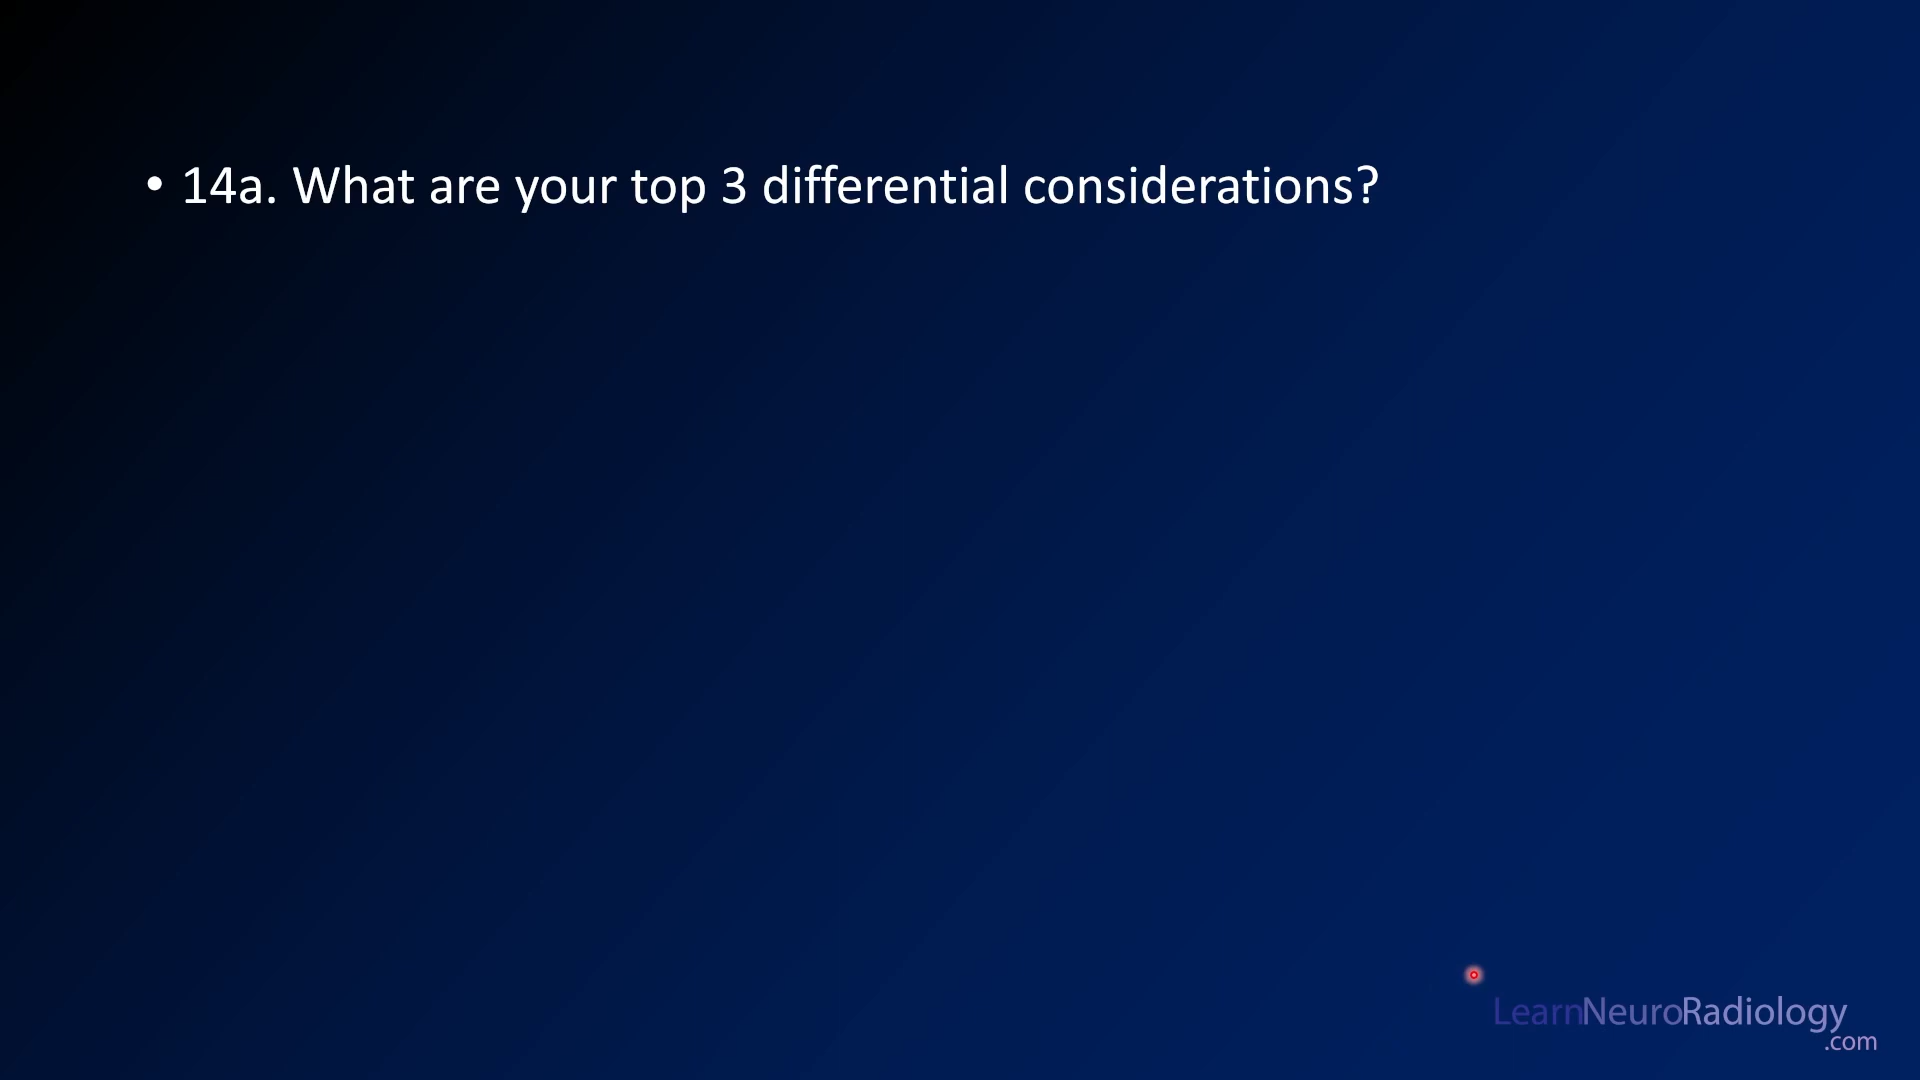 • 14a. What are your top 3 differential considerations?
LearnNeuroRadiology
.com